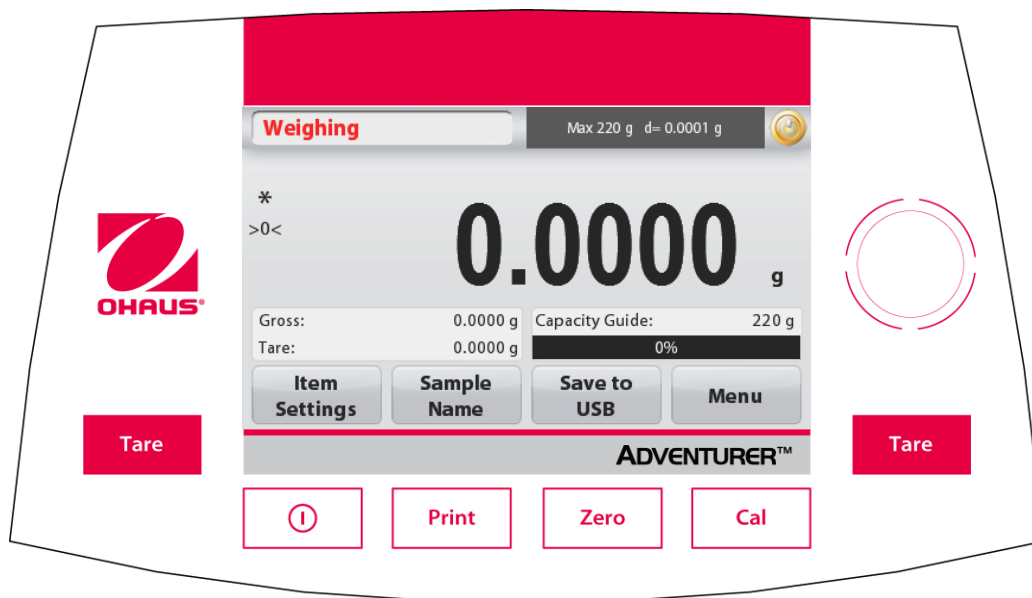 Weighing
Max 220 g d= 0.0001 g
*
>0<
0.0000 g
OHAUS®
Gross: 0.0000 g
Tare: 0.0000 g
Capacity Guide: 220 g
0%
Item
Settings
Sample
Name
Save to
USB
Menu
Tare
ADVENTURER™
Tare
Print
Zero
Cal